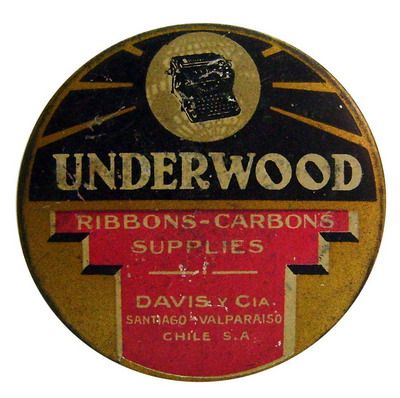 UNDERWOOD
RIBBONS-CARBONS
SUPPLIES
DAVIS Y CIA.
SANTIAGO-VALPARAISO
CHILE S.A.